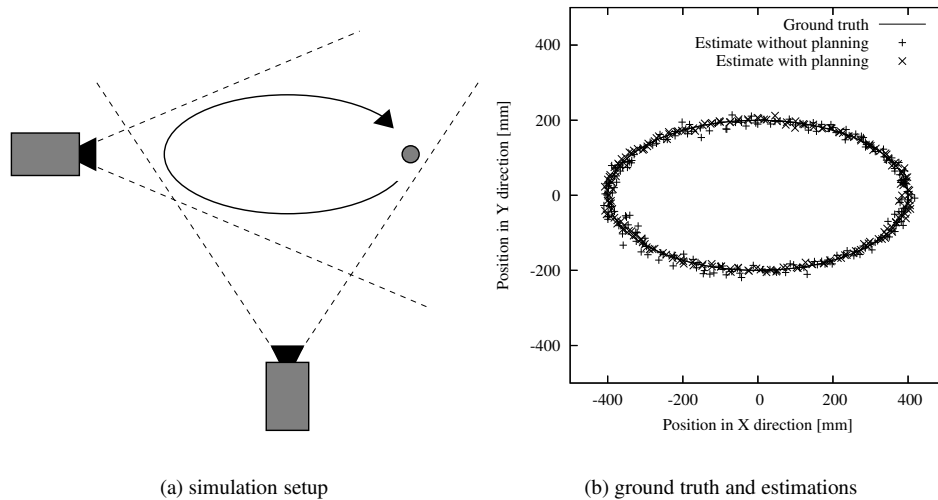 Ground truth
Estimate without planning
Estimate with planning
400
200
0
-200
-400
Position in Y direction [mm]
-400 -200 0 200 400
Position in X direction [mm]
(a) simulation setup
(b) ground truth and estimations